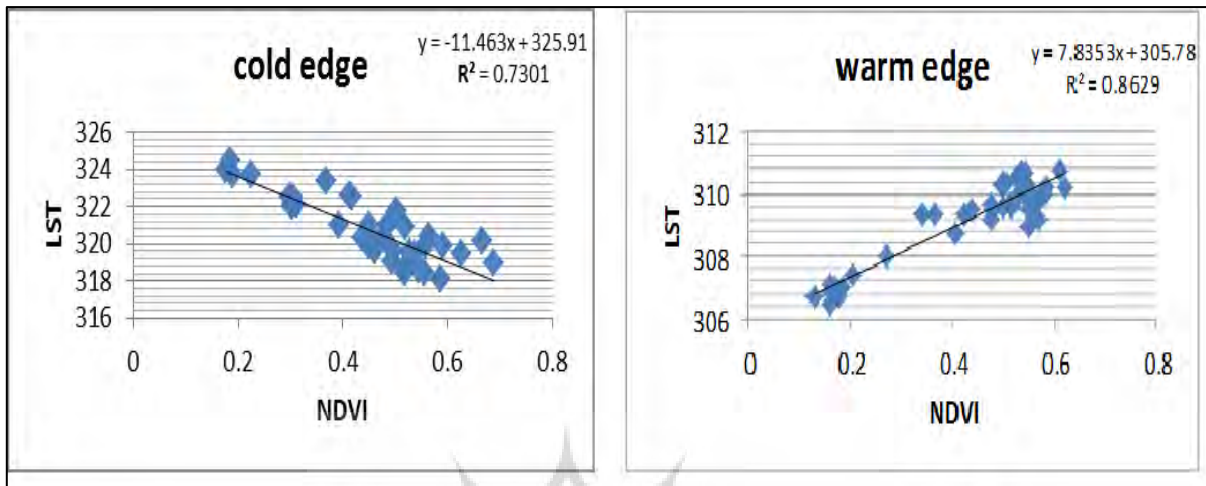 cold edge
y = -11.463x + 325.91
R² = 0.7301
LST
326
324
322
320
318
316
0 0.2 0.4 0.6 0.8
NDVI
warm edge
y = 7.8353x + 305.78
R² = 0.8629
LST
312
310
308
306
0 0.2 0.4 0.6 0.8
NDVI